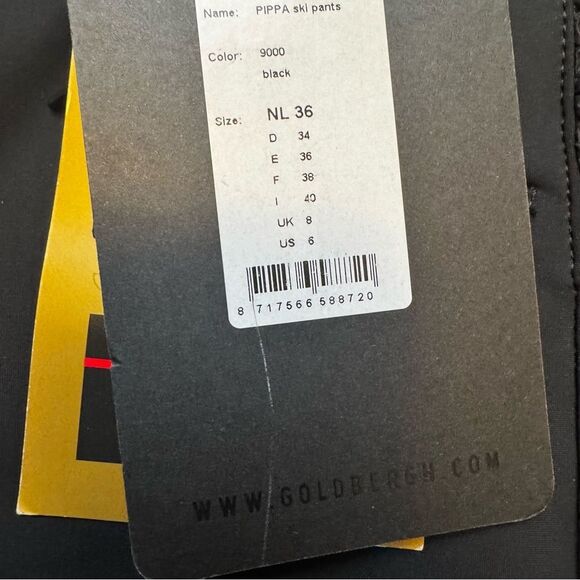 Name: PIPPA ski pants
Color: 9000
black
Size: NL 36
D 34
E 36
F 38
I 40
UK 8
US 6
8 717566 588720
WWW.GOLDBERGH.COM